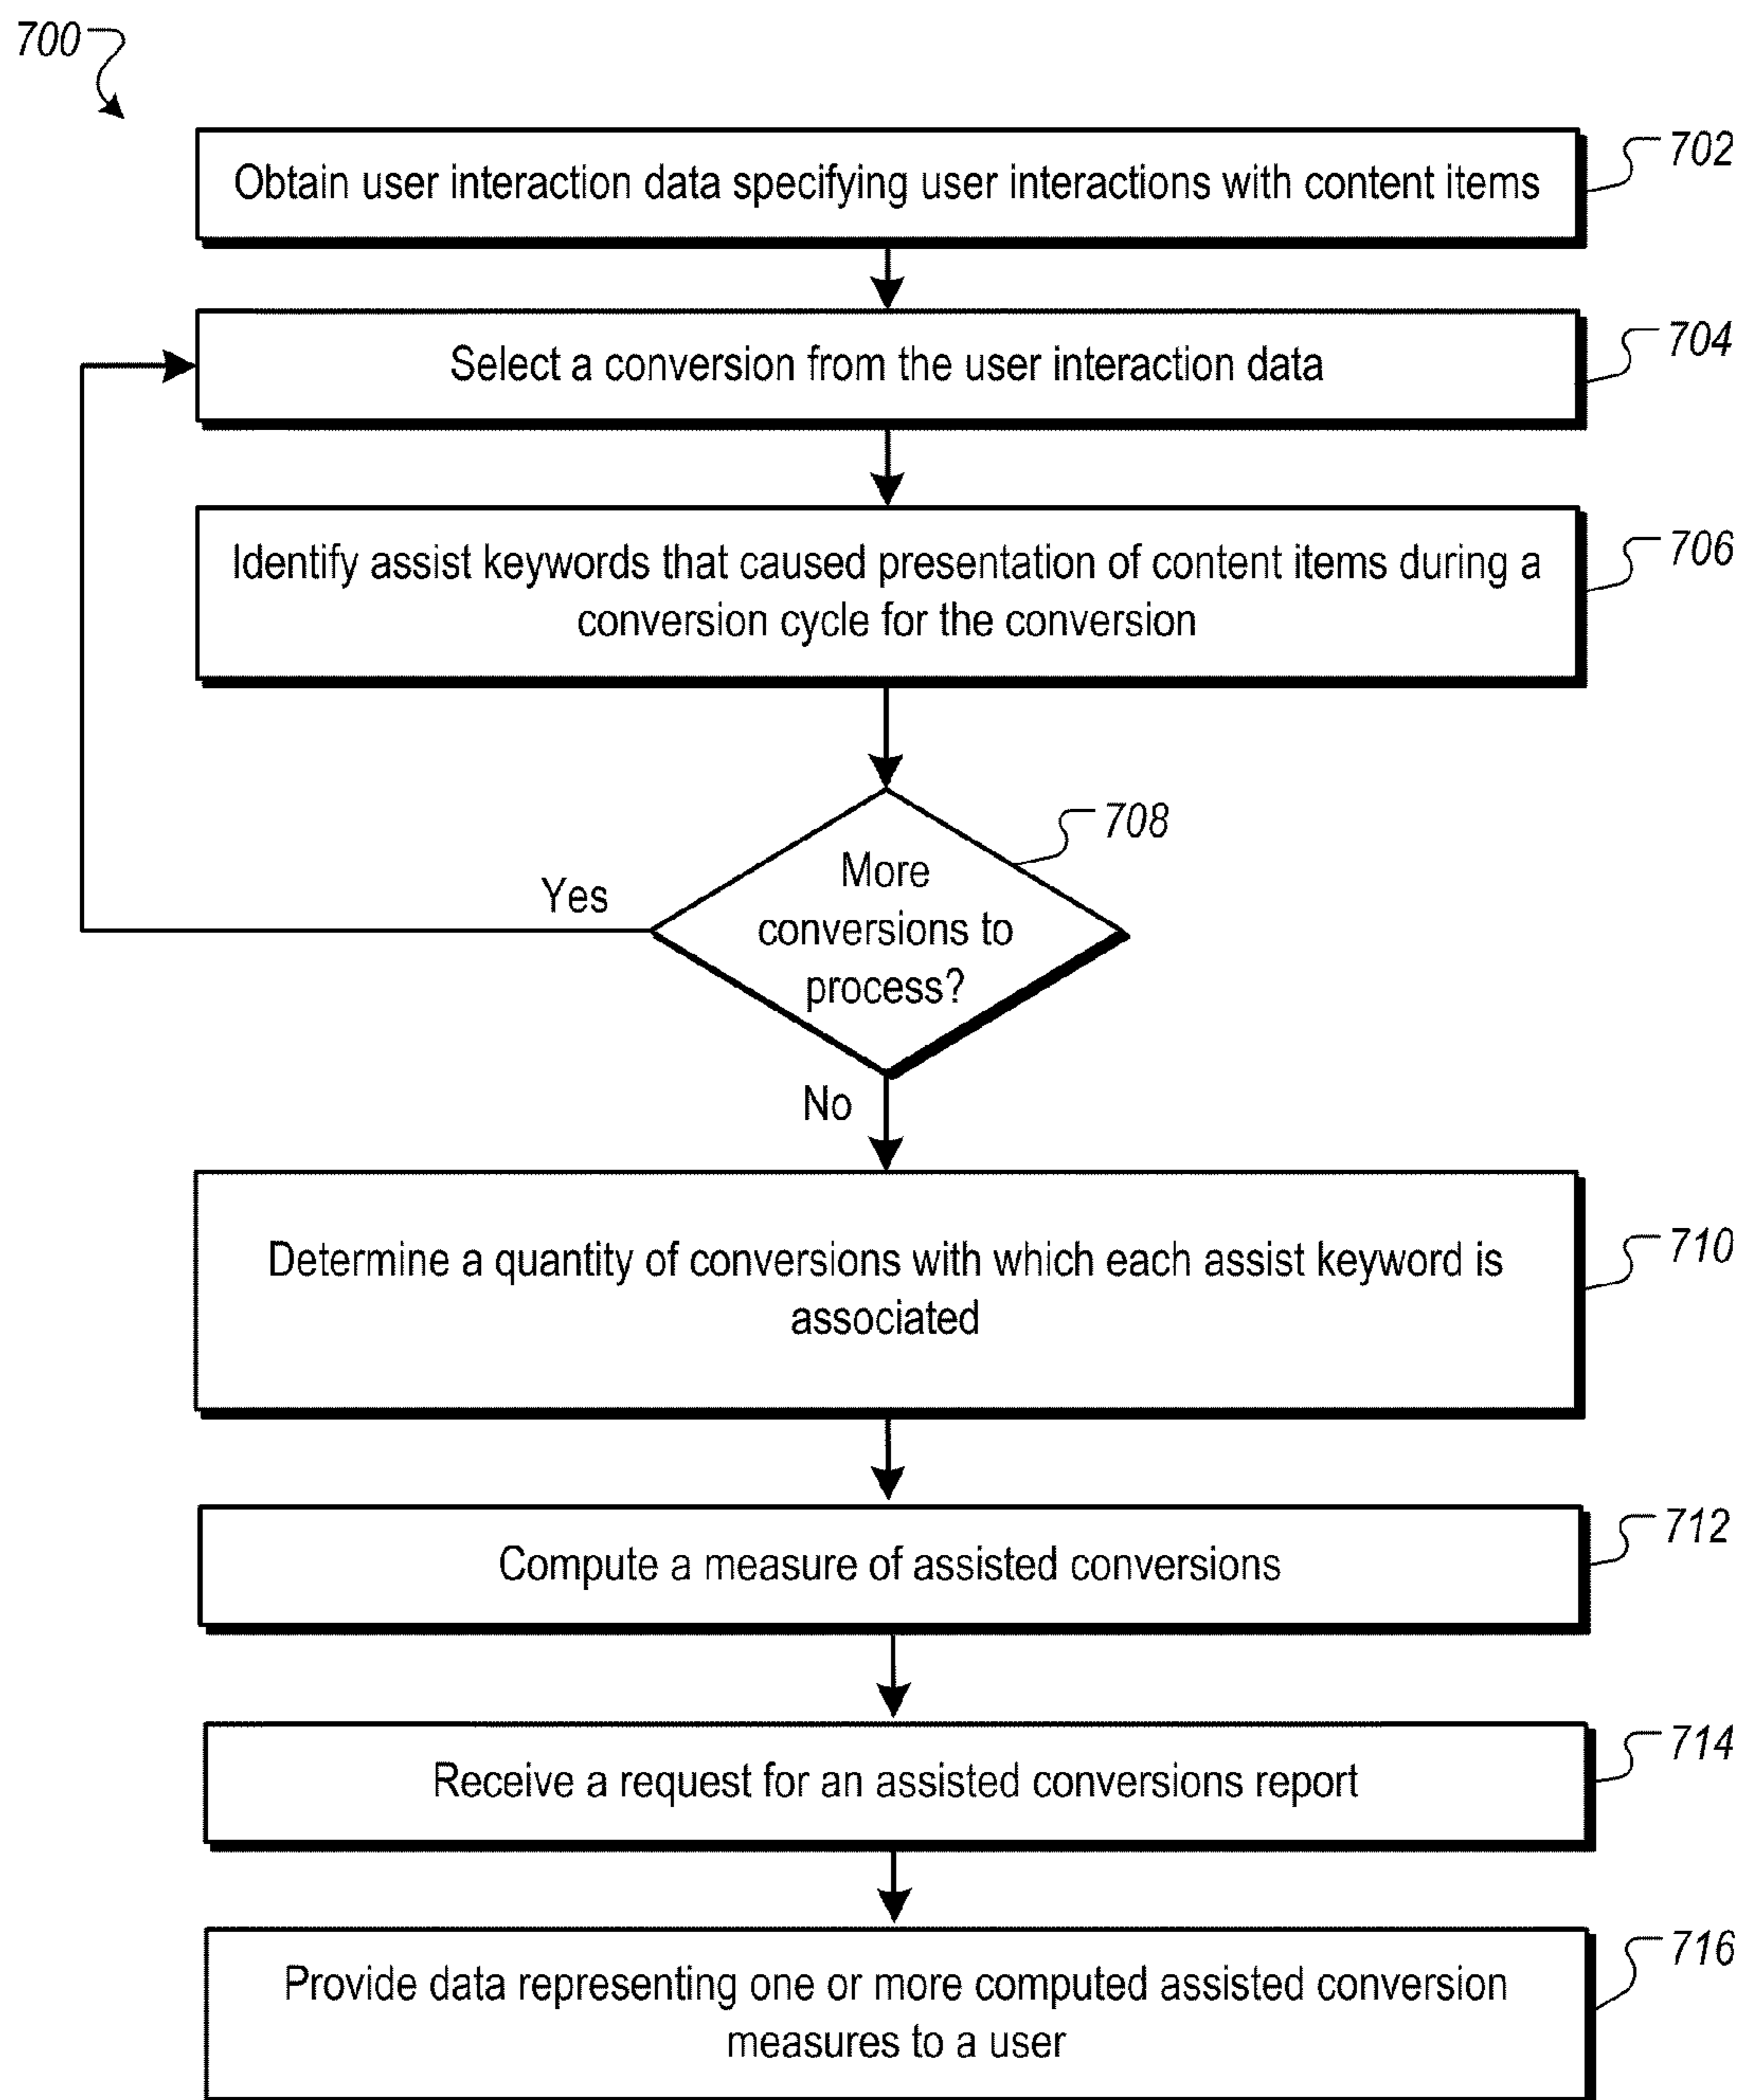 700
Obtain user interaction data specifying user interactions with content items
702
Select a conversion from the user interaction data
704
Identify assist keywords that caused presentation of content items during a
conversion cycle for the conversion
706
More
conversions to
process?
708
Yes
No
Determine a quantity of conversions with which each assist keyword is
associated
710
Compute a measure of assisted conversions
712
Receive a request for an assisted conversions report
714
Provide data representing one or more computed assisted conversion
measures to a user
716